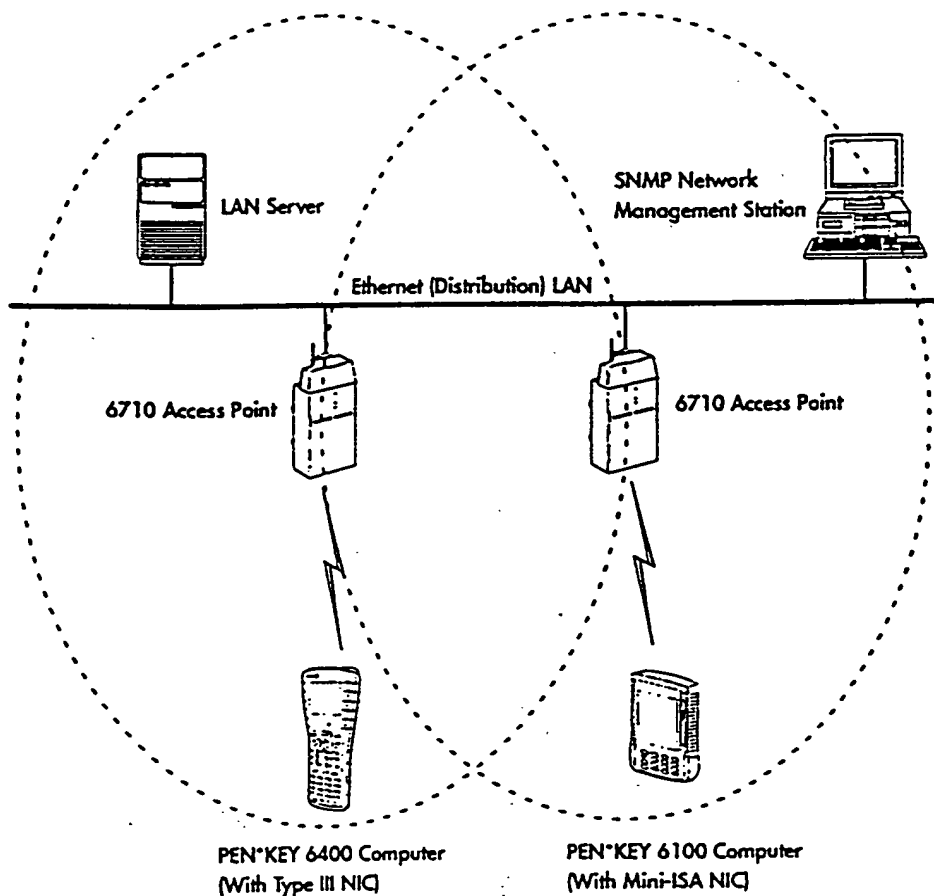 LAN Server
SNMP Network
Management Station
Ethernet (Distribution) LAN
6710 Access Point
6710 Access Point
PEN*KEY 6400 Computer
(With Type III NIC)
PEN*KEY 6100 Computer
(With Mini-ISA NIC)